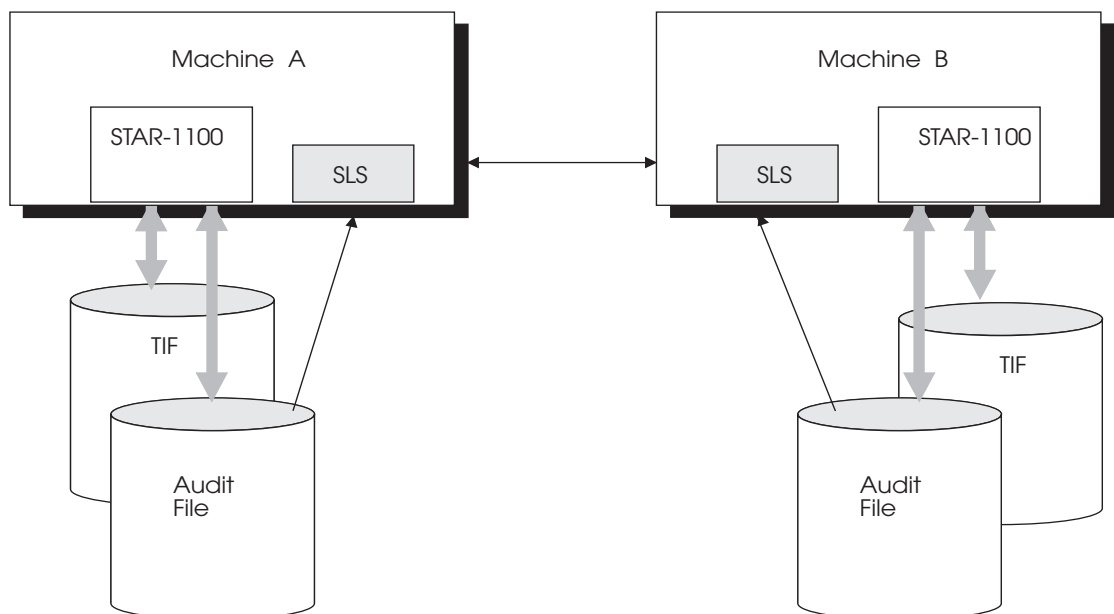 Machine A
STAR-1100
SLS
TIF
Audit
File
Machine B
SLS
STAR-1100
TIF
Audit
File